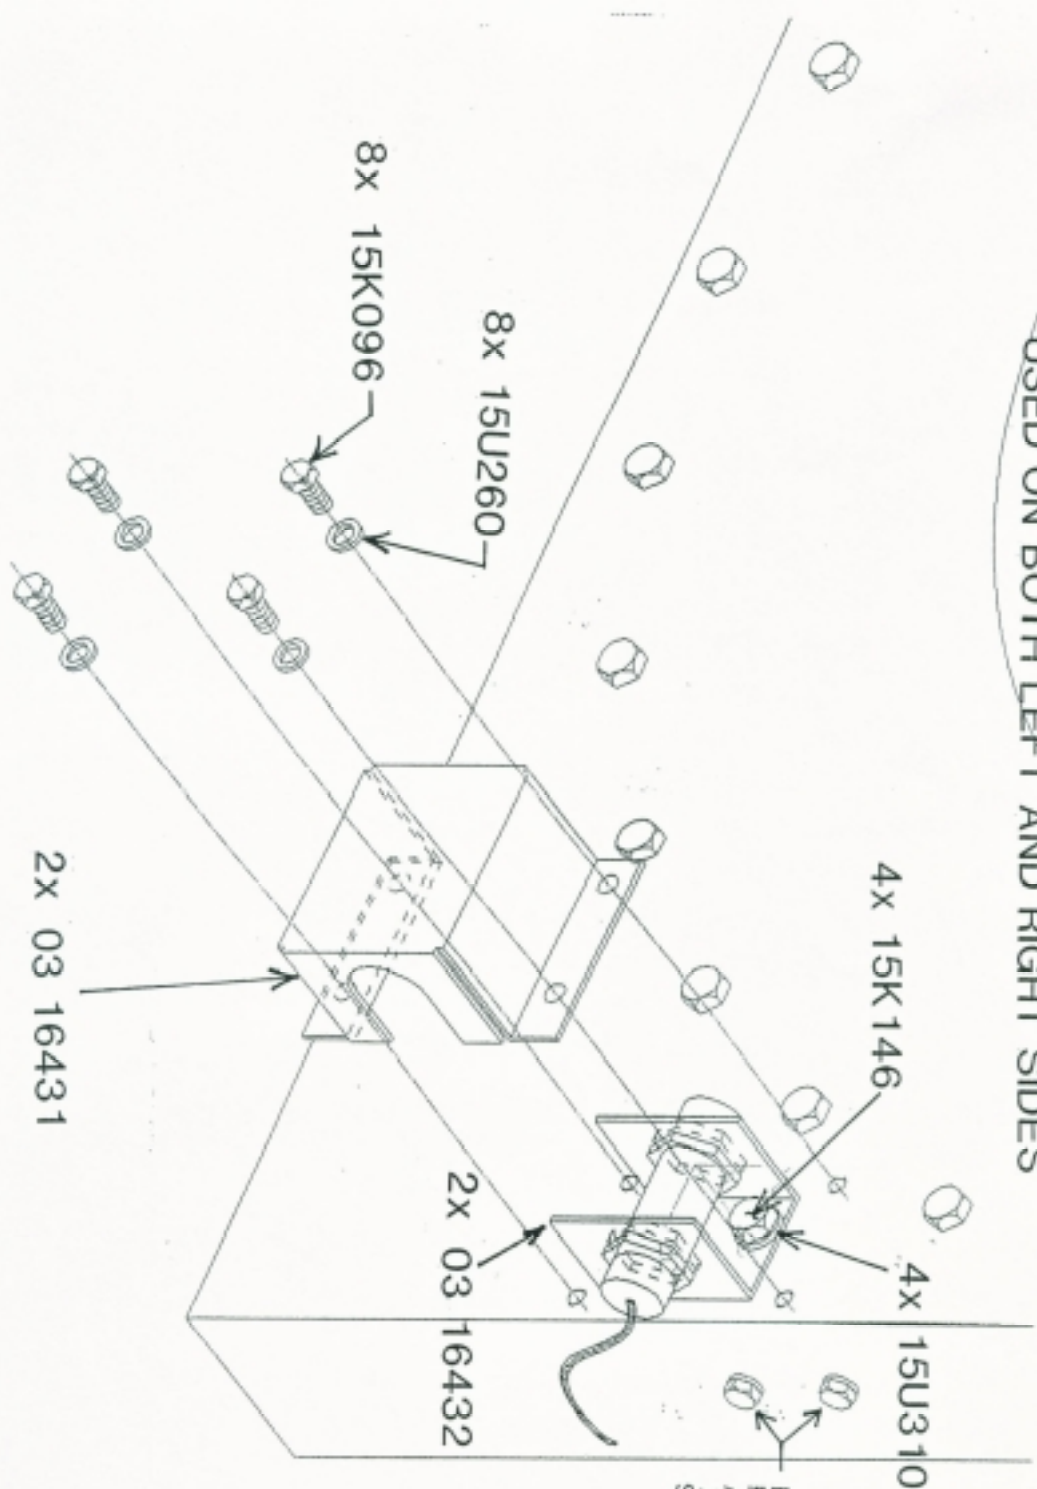 USED ON BOTH LEFT AND RIGHT SIDES
4x 15K146
4x 15U310
8x 15U260
8x 15K096
2x 03 16432
2x 03 16431